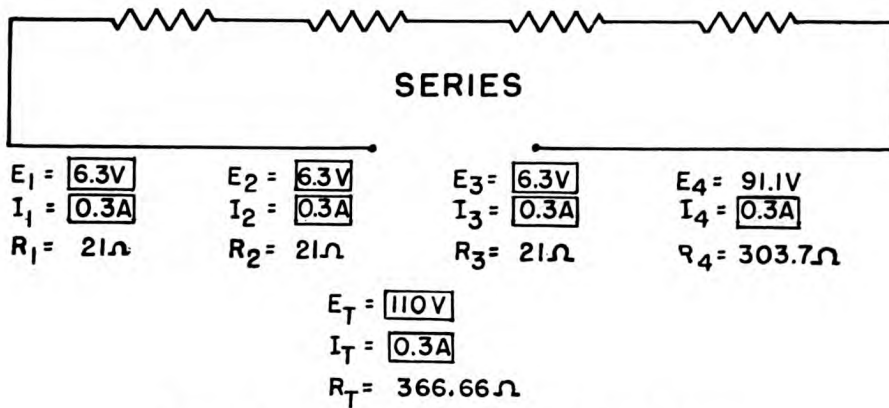 SERIES
E1 = 6.3V E2 = 6.3V E3 = 6.3V E4 = 91.1V
I1 = 0.3A I2 = 0.3A I3 = 0.3A I4 = 0.3A
R1 = 21Ω R2 = 21Ω R3 = 21Ω R4 = 303.7Ω
ET = 110V
IT = 0.3A
RT = 366.66Ω